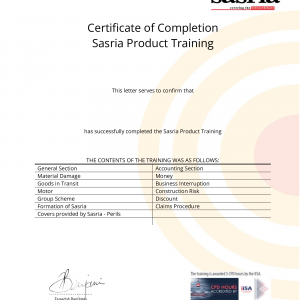 sasria
Certificate of Completion
Sasria Product Training
This letter serves to confirm that
has successfully completed the Sasria Product Training
THE CONTENTS OF THE TRAINING WAS AS FOLLOWS:
General Section Accounting Section
Material Damage Money
Goods in Transit Business Interruption
Motor Construction Risk
Group Scheme Discount
Formation of Sasria Claims Procedure
Covers provided by Sasria - Perils
The training is awarded 5 CPD hours by the IISA.
CPD HOURS
ACCREDITED BY
IISA